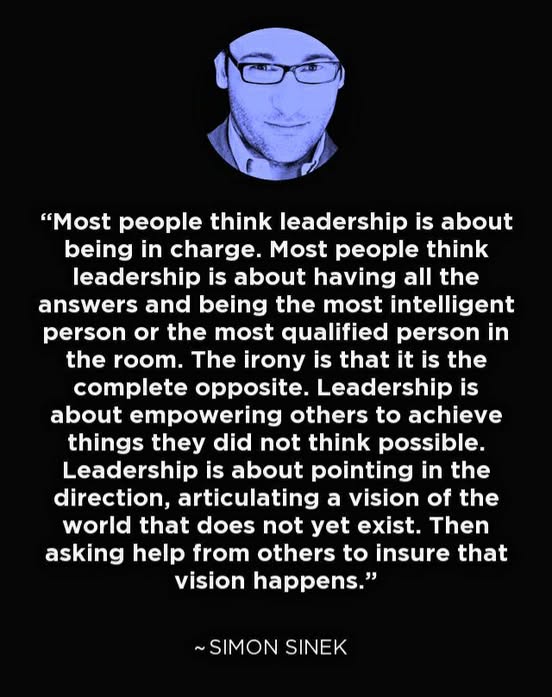 “Most people think leadership is about
being in charge. Most people think
leadership is about having all the
answers and being the most intelligent
person or the most qualified person in
the room. The irony is that it is the
complete opposite. Leadership is
about empowering others to achieve
things they did not think possible.
Leadership is about pointing in the
direction, articulating a vision of the
world that does not yet exist. Then
asking help from others to insure that
vision happens.”
~ SIMON SINEK